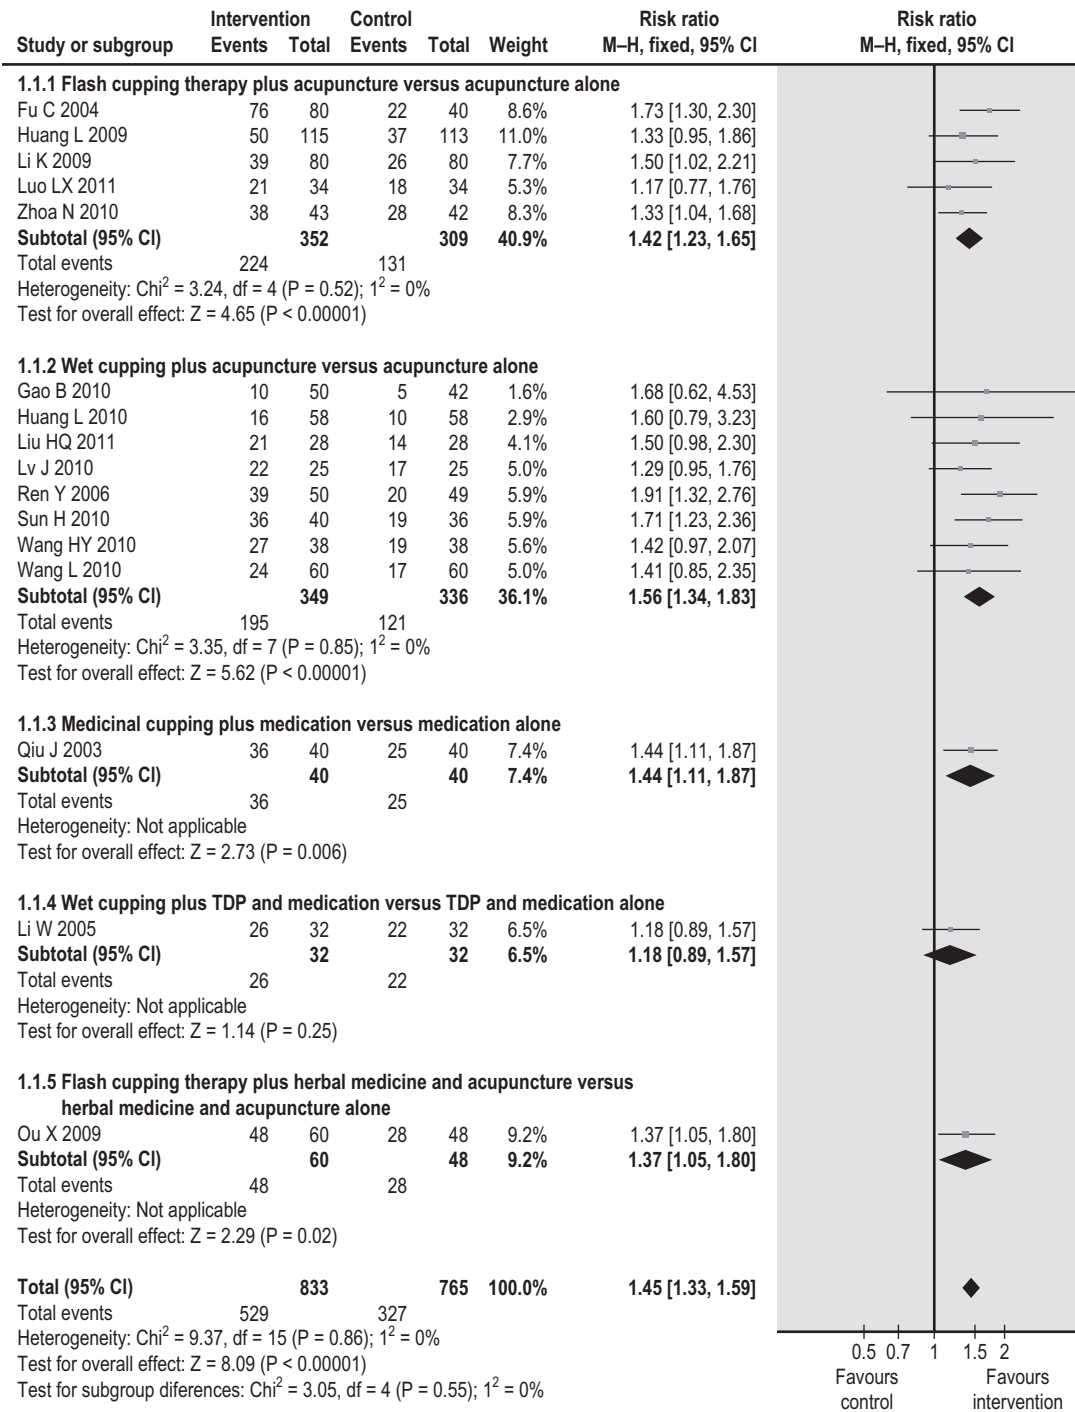 Intervention Control Risk ratio Risk ratio
Study or subgroup Events Total Events Total Weight M–H, fixed, 95% CI M–H, fixed, 95% CI
1.1.1 Flash cupping therapy plus acupuncture versus acupuncture alone
Fu C 2004 76 80 22 40 8.6% 1.73 [1.30, 2.30]
Huang L 2009 50 115 37 113 11.0% 1.33 [0.95, 1.86]
Li K 2009 39 80 26 80 7.7% 1.50 [1.02, 2.21]
Luo LX 2011 21 34 18 34 5.3% 1.17 [0.77, 1.76]
Zhoa N 2010 38 43 28 42 8.3% 1.33 [1.04, 1.68]
Subtotal (95% CI) 352 309 40.9% 1.42 [1.23, 1.65]
Total events 224 131
Heterogeneity: Chi² = 3.24, df = 4 (P = 0.52); 1² = 0%
Test for overall effect: Z = 4.65 (P < 0.00001)
1.1.2 Wet cupping plus acupuncture versus acupuncture alone
Gao B 2010 10 50 5 42 1.6% 1.68 [0.62, 4.53]
Huang L 2010 16 58 10 58 2.9% 1.60 [0.79, 3.23]
Liu HQ 2011 21 28 14 28 4.1% 1.50 [0.98, 2.30]
Lv J 2010 22 25 17 25 5.0% 1.29 [0.95, 1.76]
Ren Y 2006 39 50 20 49 5.9% 1.91 [1.32, 2.76]
Sun H 2010 36 40 19 36 5.9% 1.71 [1.23, 2.36]
Wang HY 2010 27 38 19 38 5.6% 1.42 [0.97, 2.07]
Wang L 2010 24 60 17 60 5.0% 1.41 [0.85, 2.35]
Subtotal (95% CI) 349 336 36.1% 1.56 [1.34, 1.83]
Total events 195 121
Heterogeneity: Chi² = 3.35, df = 7 (P = 0.85); 1² = 0%
Test for overall effect: Z = 5.62 (P < 0.00001)
1.1.3 Medicinal cupping plus medication versus medication alone
Qiu J 2003 36 40 25 40 7.4% 1.44 [1.11, 1.87]
Subtotal (95% CI) 40 40 7.4% 1.44 [1.11, 1.87]
Total events 36 25
Heterogeneity: Not applicable
Test for overall effect: Z = 2.73 (P = 0.006)
1.1.4 Wet cupping plus TDP and medication versus TDP and medication alone
Li W 2005 26 32 22 32 6.5% 1.18 [0.89, 1.57]
Subtotal (95% CI) 32 32 6.5% 1.18 [0.89, 1.57]
Total events 26 22
Heterogeneity: Not applicable
Test for overall effect: Z = 1.14 (P = 0.25)
1.1.5 Flash cupping therapy plus herbal medicine and acupuncture versus
herbal medicine and acupuncture alone
Ou X 2009 48 60 28 48 9.2% 1.37 [1.05, 1.80]
Subtotal (95% CI) 60 48 9.2% 1.37 [1.05, 1.80]
Total events 48 28
Heterogeneity: Not applicable
Test for overall effect: Z = 2.29 (P = 0.02)
Total (95% CI) 833 765 100.0% 1.45 [1.33, 1.59]
Total events 529 327
Heterogeneity: Chi² = 9.37, df = 15 (P = 0.86); 1² = 0%
Test for overall effect: Z = 8.09 (P < 0.00001)
Test for subgroup diferences: Chi² = 3.05, df = 4 (P = 0.55); 1² = 0%
0.5 0.7 1 1.5 2
Favours Favours
control intervention